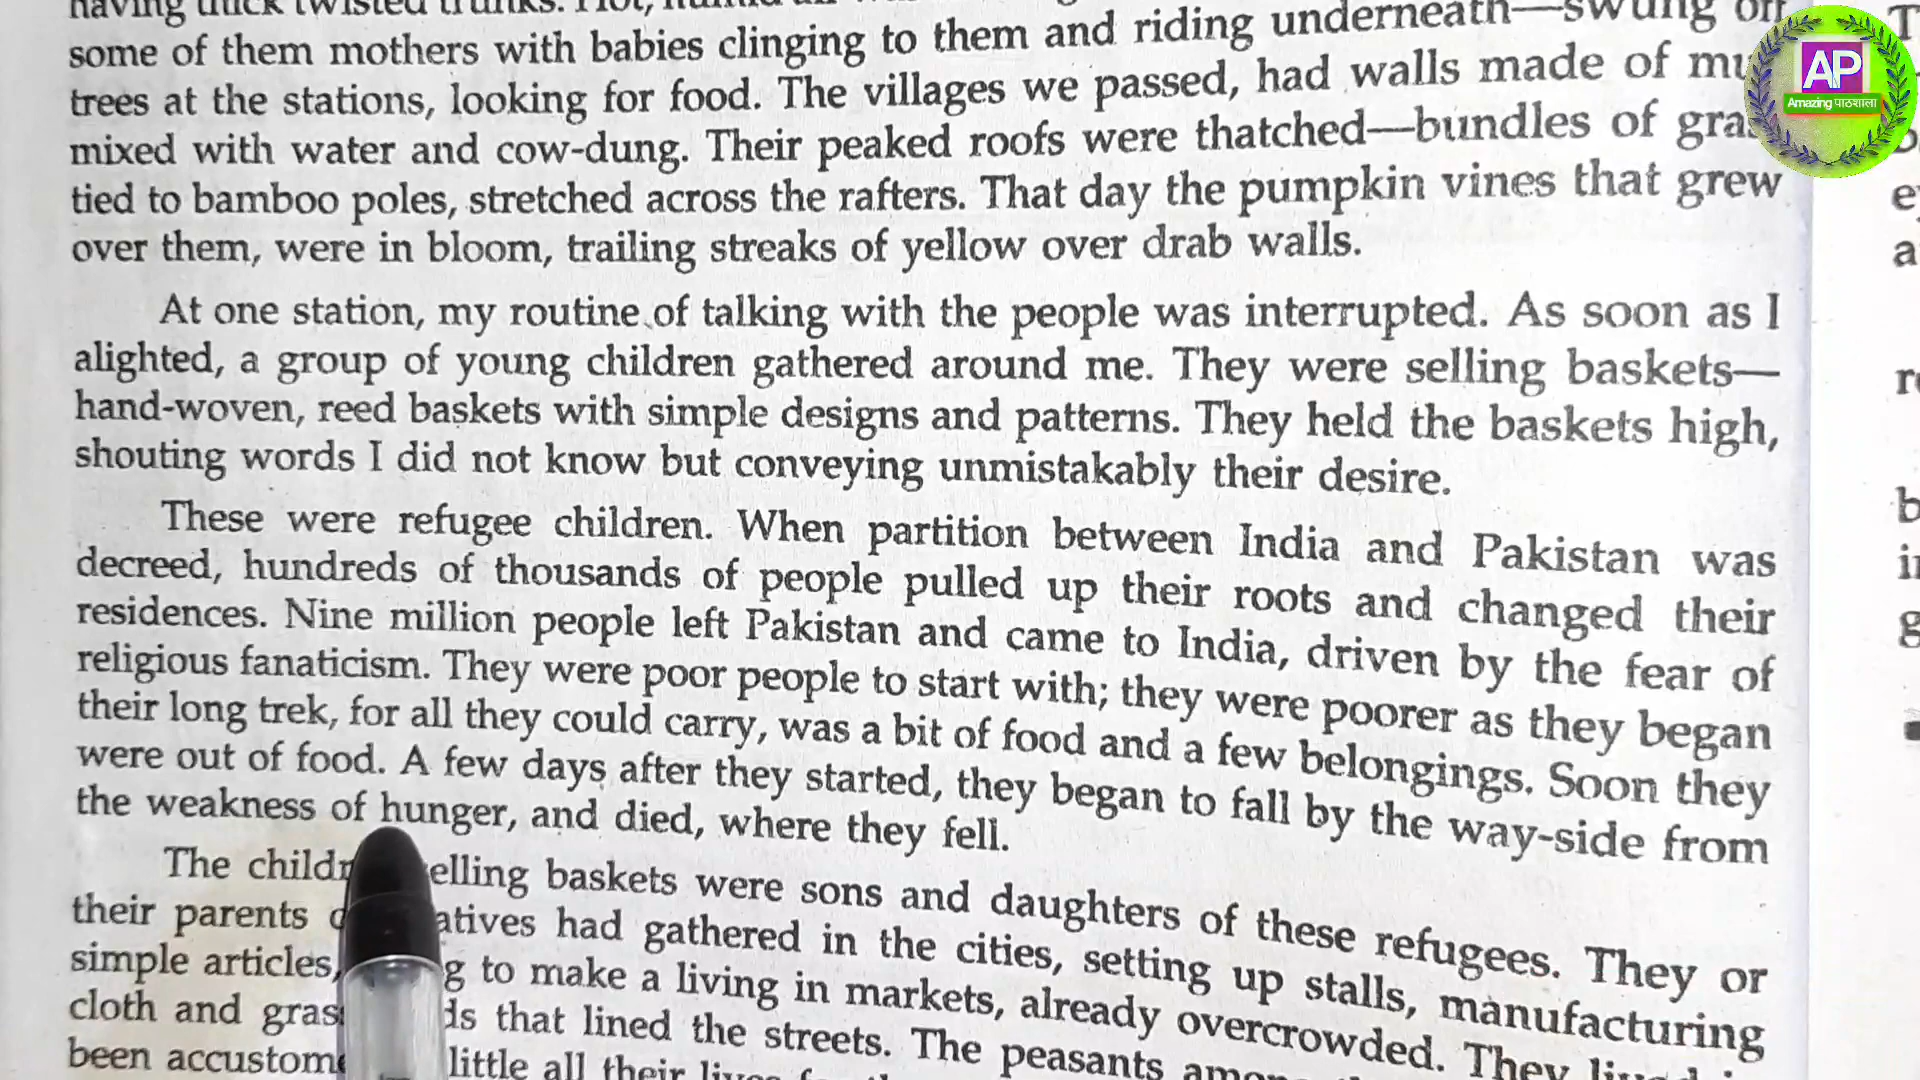 having thick twisted trunks. Hot, humid air
some of them mothers with babies clinging to them and riding underneath—swung off
trees at the stations, looking for food. The villages we passed, had walls made of
mixed with water and cow-dung. Their peaked roofs were thatched—bundles of
tied to bamboo poles, stretched across the rafters. That day the pumpkin vines that grew
over them, were in bloom, trailing streaks of yellow over drab walls.
At one station, my routine of talking with the people was interrupted. As soon as I
alighted, a group of young children gathered around me. They were selling baskets—
hand-woven, reed baskets with simple designs and patterns. They held the baskets high,
shouting words I did not know but conveying unmistakably their desire.
These were refugee children. When partition between India and Pakistan was
decreed, hundreds of thousands of people pulled up their roots and changed their
residences. Nine million people left Pakistan and came to India, driven by the fear of
religious fanaticism. They were poor people to start with; they were poorer as they began
their long trek, for all they could carry, was a bit of food and a few belongings. Soon they
were out of food. A few days after they started, they began to fall by the way-side from
the weakness of hunger, and died, where they fell.
The elling baskets were sons and daughters of these refugees. They or
their parents atives had gathered in the cities, setting up stalls, manufacturing
simple articles, to make a living in markets, already overcrowded. They
cloth and that lined the streets. The peasants
been little all their
AP
Amazing पाठशाला